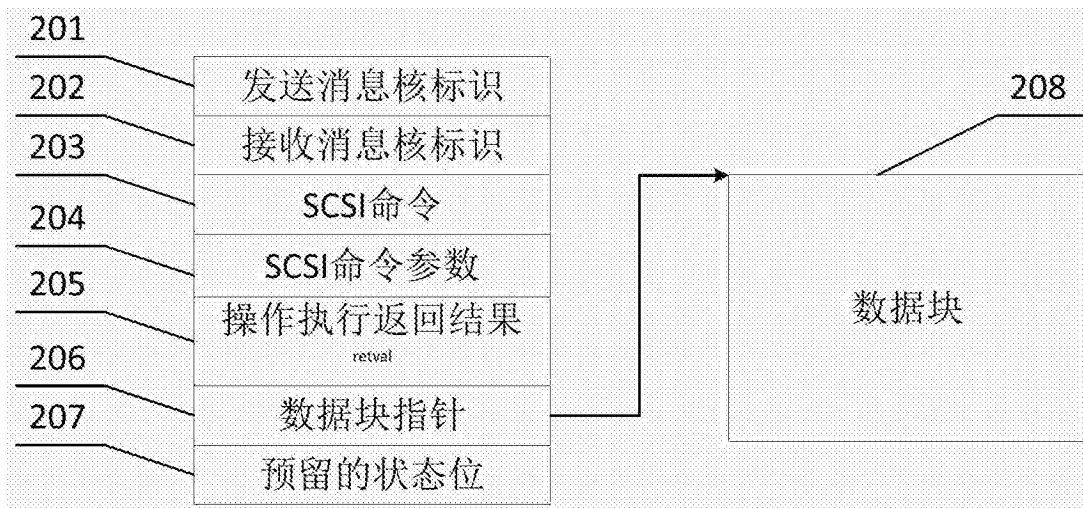 201
发送消息核标识
202
接收消息核标识
203
SCSI命令
204
SCSI命令参数
205
操作执行返回结果
retval
206
数据块指针
207
预留的状态位
208
数据块